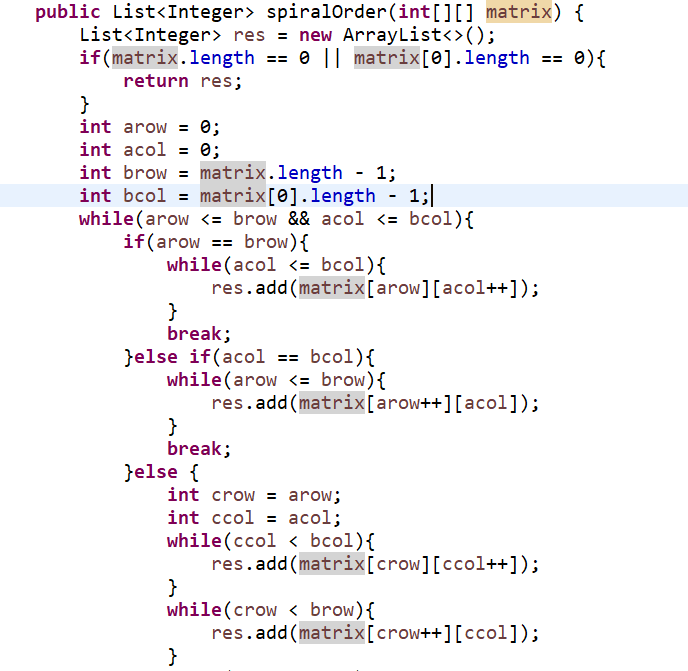 public List<Integer> spiralOrder(int[][] matrix) {
List<Integer> res = new ArrayList<>();
if(matrix.length == 0 || matrix[0].length == 0){
return res;
}
int arow = 0;
int acol = 0;
int brow = matrix.length - 1;
int bcol = matrix[0].length - 1;
while(arow <= brow && acol <= bcol){
if(arow == brow){
while(acol <= bcol){
res.add(matrix[arow][acol++]);
}
break;
}else if(acol == bcol){
while(arow <= brow){
res.add(matrix[arow++][acol]);
}
break;
}else {
int crow = arow;
int ccol = acol;
while(ccol < bcol){
res.add(matrix[crow][ccol++]);
}
while(crow < brow){
res.add(matrix[crow++][ccol]);
}